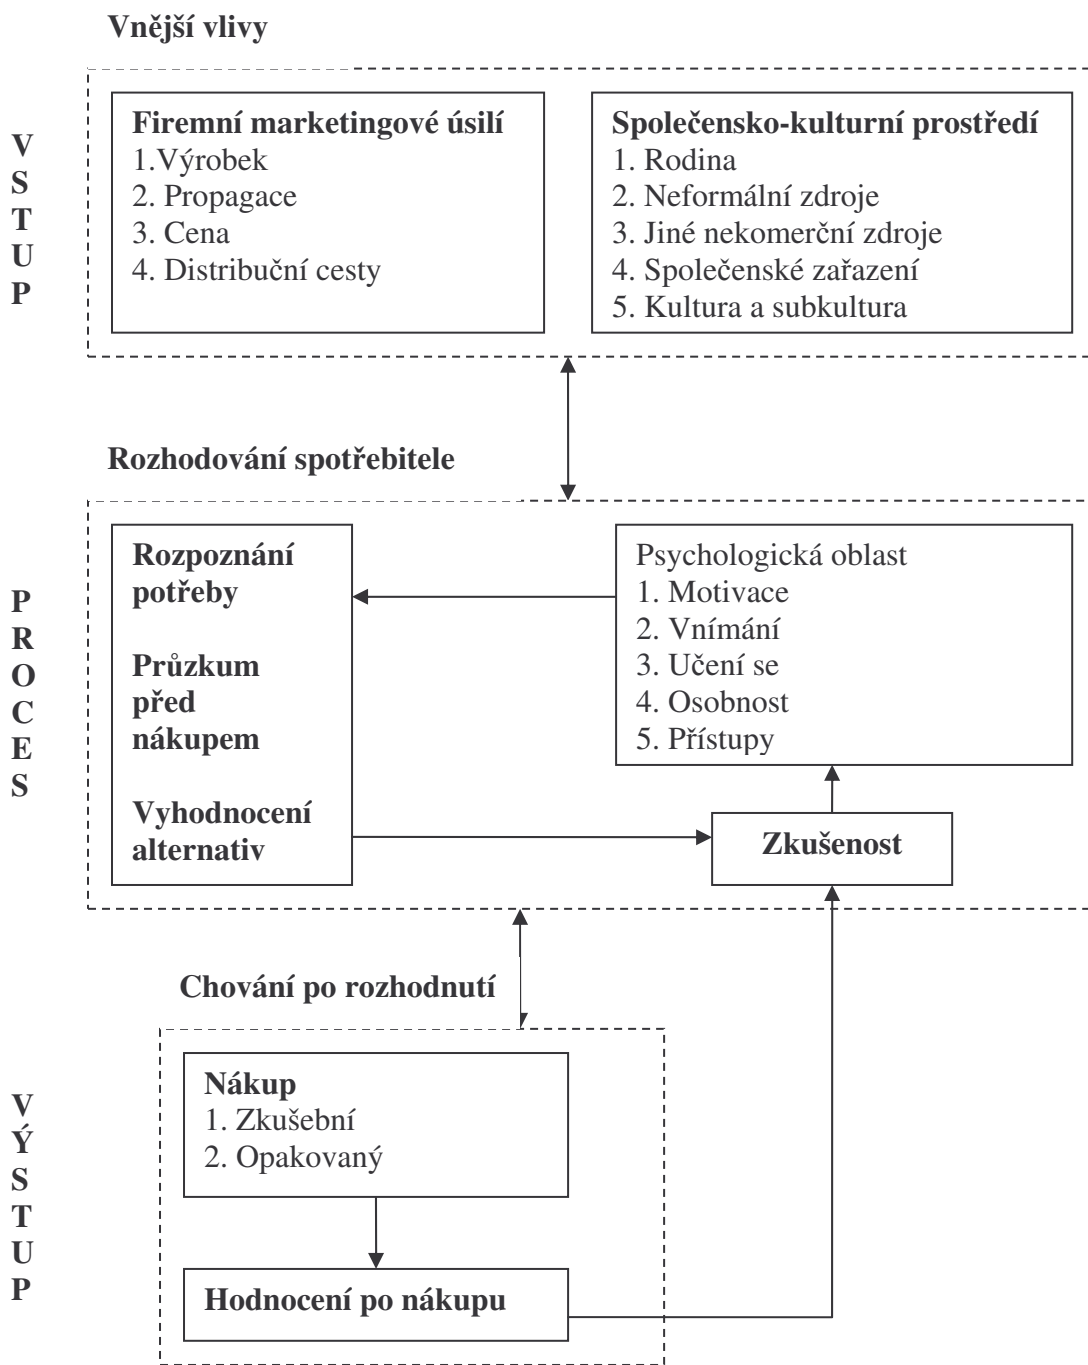 Vnější vlivy
VSTUP
Firemní marketingové úsilí
1.Výrobek
2. Propagace
3. Cena
4. Distribuční cesty
Společensko-kulturní prostředí
1. Rodina
2. Neformální zdroje
3. Jiné nekomerční zdroje
4. Společenské zařazení
5. Kultura a subkultura
Rozhodování spotřebitele
PROCES
Rozpoznání
potřeby
Průzkum
před
nákupem
Vyhodnocení
alternativ
Psychologická oblast
1. Motivace
2. Vnímání
3. Učení se
4. Osobnost
5. Přístupy
Zkušenost
Chování po rozhodnutí
VÝSTUP
Nákup
1. Zkušební
2. Opakovaný
Hodnocení po nákupu